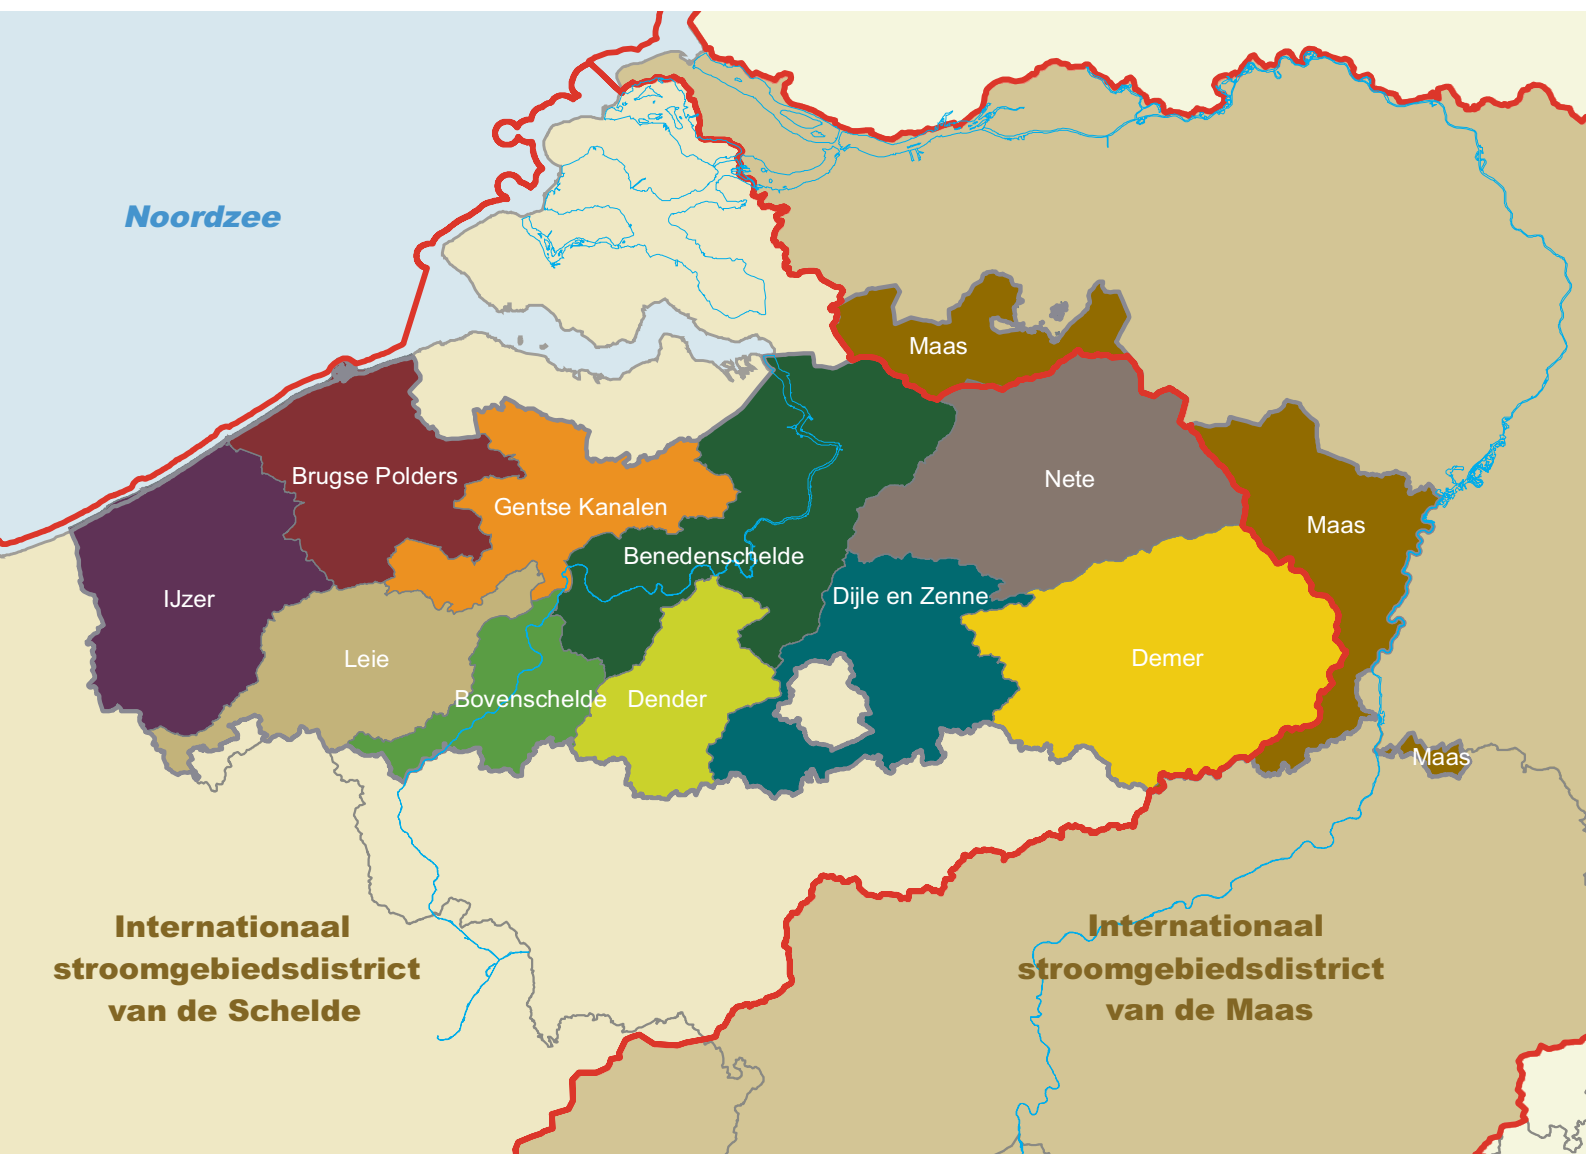 Noordzee
Maas
Brugse Polders
Nete
Gentse Kanalen
Maas
Benedenschelde
IJzer
Dijle en Zenne
Leie
Demer
Bovenschelde
Dender
Maas
Internationaal
stroomgebiedsdistrict
van de Schelde
Internationaal
stroomgebiedsdistrict
van de Maas